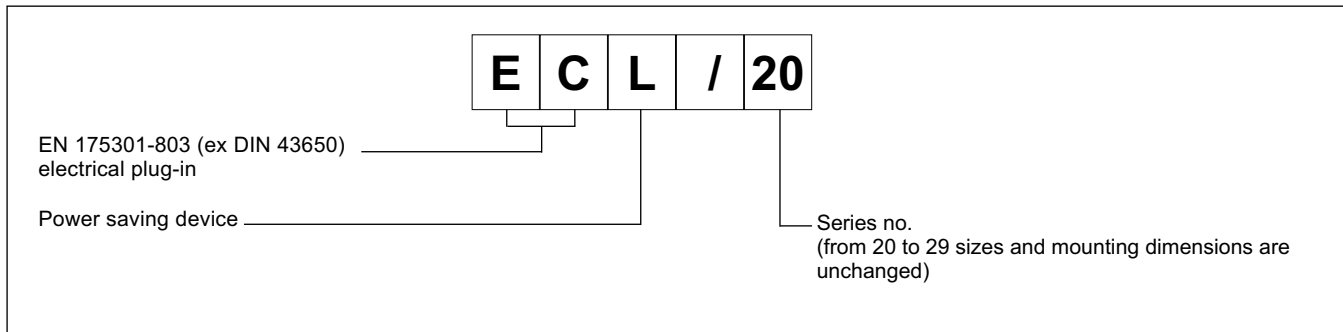 E C L / 20
EN 175301-803 (ex DIN 43650)
electrical plug-in
Power saving device
Series no.
(from 20 to 29 sizes and mounting dimensions are
unchanged)